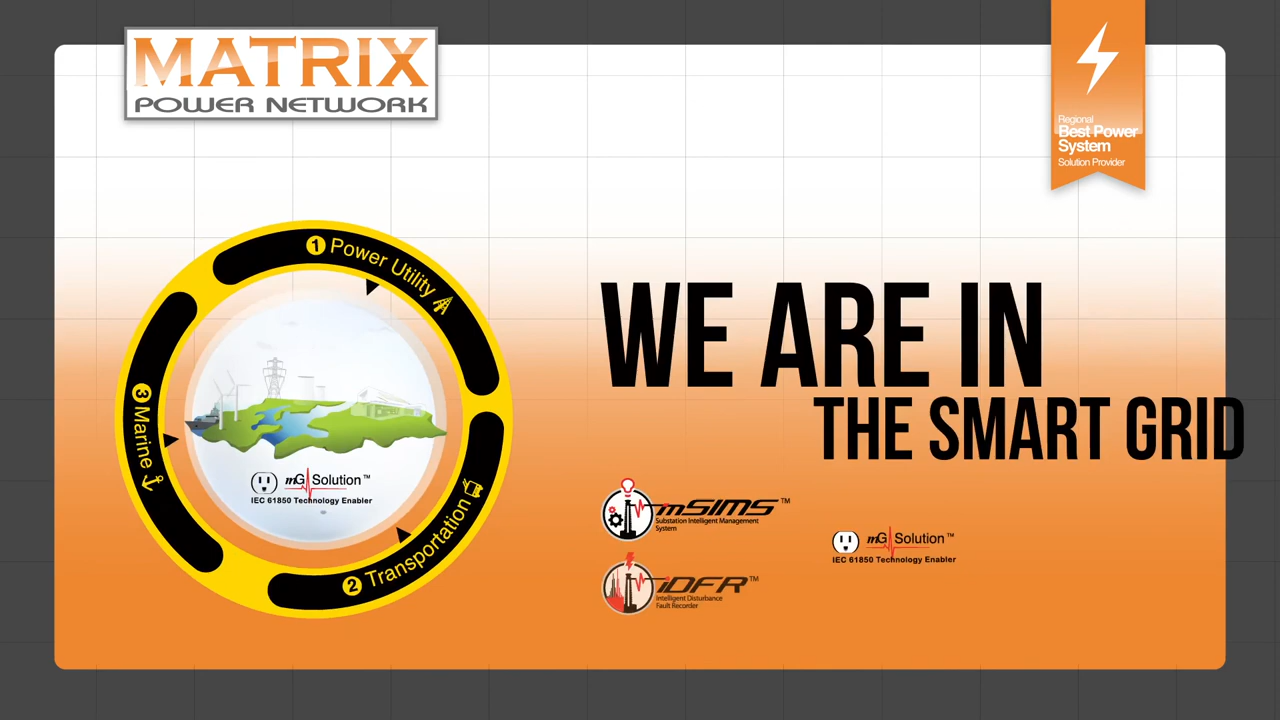 MATRIX
POWER NETWORK
Regional
Best Power
System
Solution Provider
1 Power Utility
2 Transportation
3 Marine
mG Solution™
IEC 61850 Technology Enabler
WE ARE IN
THE SMART GRID
mSIMS™
Substation Intelligent Management
System
iDFR™
Intelligent Disturbance
Fault Recorder
mG Solution™
IEC 61850 Technology Enabler